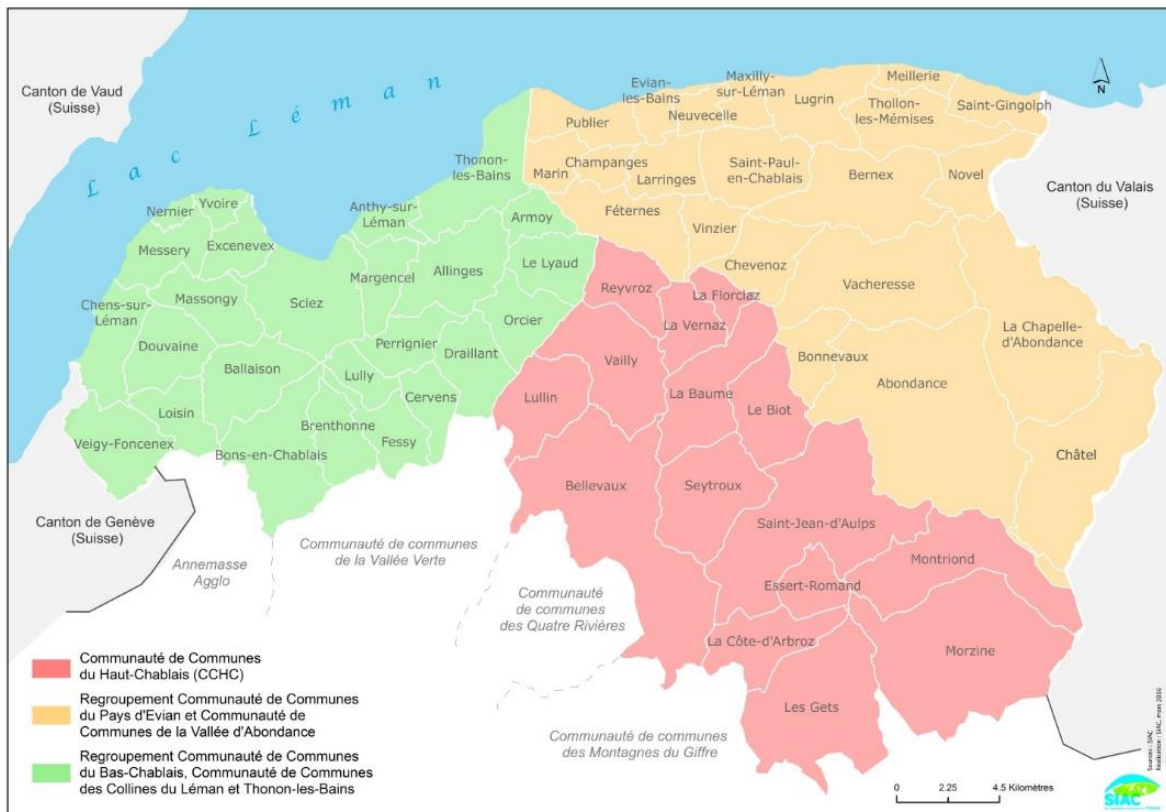 Canton de Vaud
(Suisse)
Lac Léman
N
Evian-
les-Bains
Maxilly-
sur-Léman
Lugrin
Meillerie
Thollon-
les-Mémises
Saint-Gingolph
Publier
Neuvecelle
Thonon-
les-Bains
Marin
Champanges
Larringes
Saint-Paul-
en-Chablais
Bernex
Novel
Canton du Valais
(Suisse)
Nernier
Yvoire
Anthy-sur-
Léman
Armoy
Féternes
Vinzier
Messery
Excenevex
Margencel
Allinges
Le Lyaud
Chevenoz
Vacheresse
Chens-sur-
Léman
Massongy
Sciez
Reyvroz
La Forclaz
Orcier
La Vernaz
La Chapelle-
d'Abondance
Douvaine
Perrignier
Draillant
Vailly
Bonnevaux
Ballaison
Lully
Cervens
Lullin
La Baume
Le Biot
Abondance
Loisin
Brenthonne
Fessy
Veigy-Foncenex
Bons-en-Chablais
Châtel
Bellevaux
Seytroux
Canton de Genève
(Suisse)
Saint-Jean-d'Aulps
Annemasse
Agglo
Communauté de communes
de la Vallée Verte
Montriond
Essert-Romand
Communauté
de communes
des Quatre Rivières
La Côte-d'Arbroz
Morzine
Les Gets
Communauté de communes
des Montagnes du Giffre
Communauté de Communes
du Haut-Chablais (CCHC)
Regroupement Communauté de Communes
du Pays d'Evian et Communauté de
Communes de la Vallée d'Abondance
Regroupement Communauté de Communes
du Bas-Chablais, Communauté de Communes
des Collines du Léman et Thonon-les-Bains
0 2.25 4.5 Kilomètres
Sources : SIAC
Réalisation : SIAC, mars 2016
SIAC